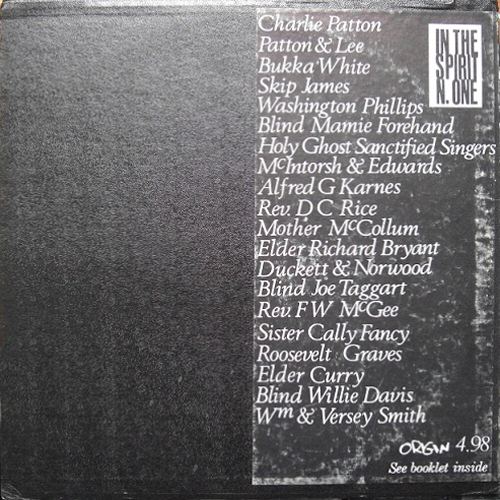 IN THE
SPIRIT
N. ONE
Charlie Patton
Patton & Lee
Bukka White
Skip James
Washington Phillips
Blind Mamie Forehand
Holy Ghost Sanctified Singers
McIntorsh & Edwards
Alfred G Karnes
Rev. D C Rice
Mother McCollum
Elder Richard Bryant
Duckett & Norwood
Blind Joe Taggart
Rev. F W McGee
Sister Cally Fancy
Roosevelt Graves
Elder Curry
Blind Willie Davis
Wm & Versey Smith
ORIGIN 4.98
See booklet inside